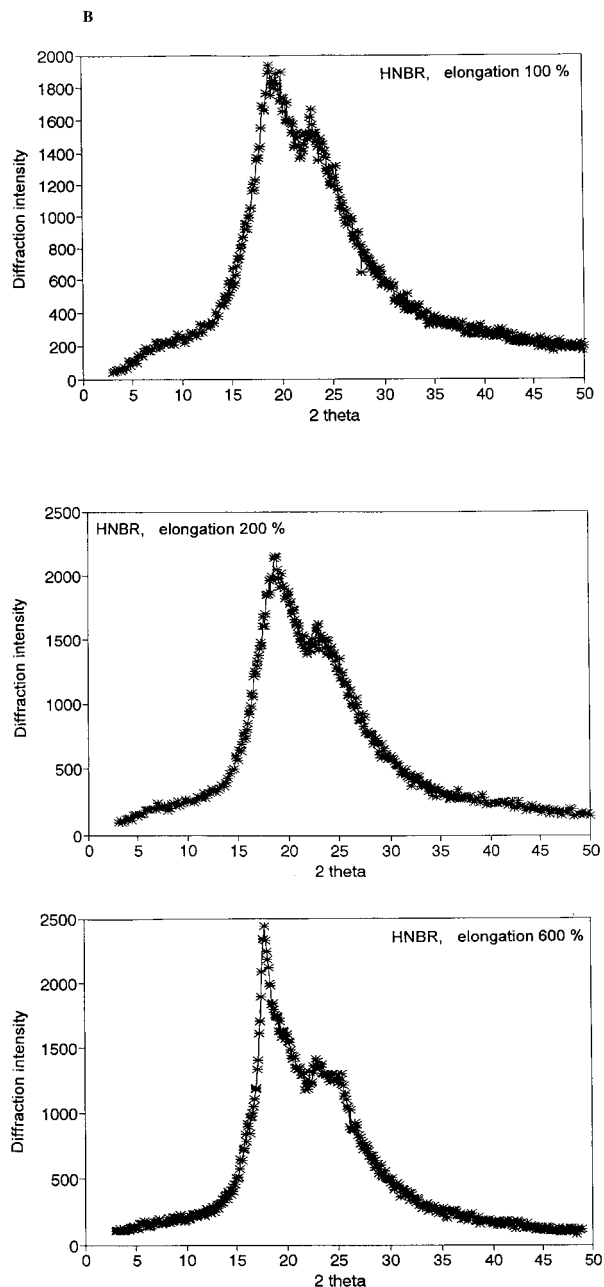 B
HNBR, elongation 100 %
Diffraction intensity
2000
1800
1600
1400
1200
1000
800
600
400
200
0
0 5 10 15 20 25 30 35 40 45 50
2 theta
HNBR, elongation 200 %
Diffraction intensity
2500
2000
1500
1000
500
0
0 5 10 15 20 25 30 35 40 45 50
2 theta
HNBR, elongation 600 %
Diffraction intensity
2500
2000
1500
1000
500
0
0 5 10 15 20 25 30 35 40 45 50
2 theta